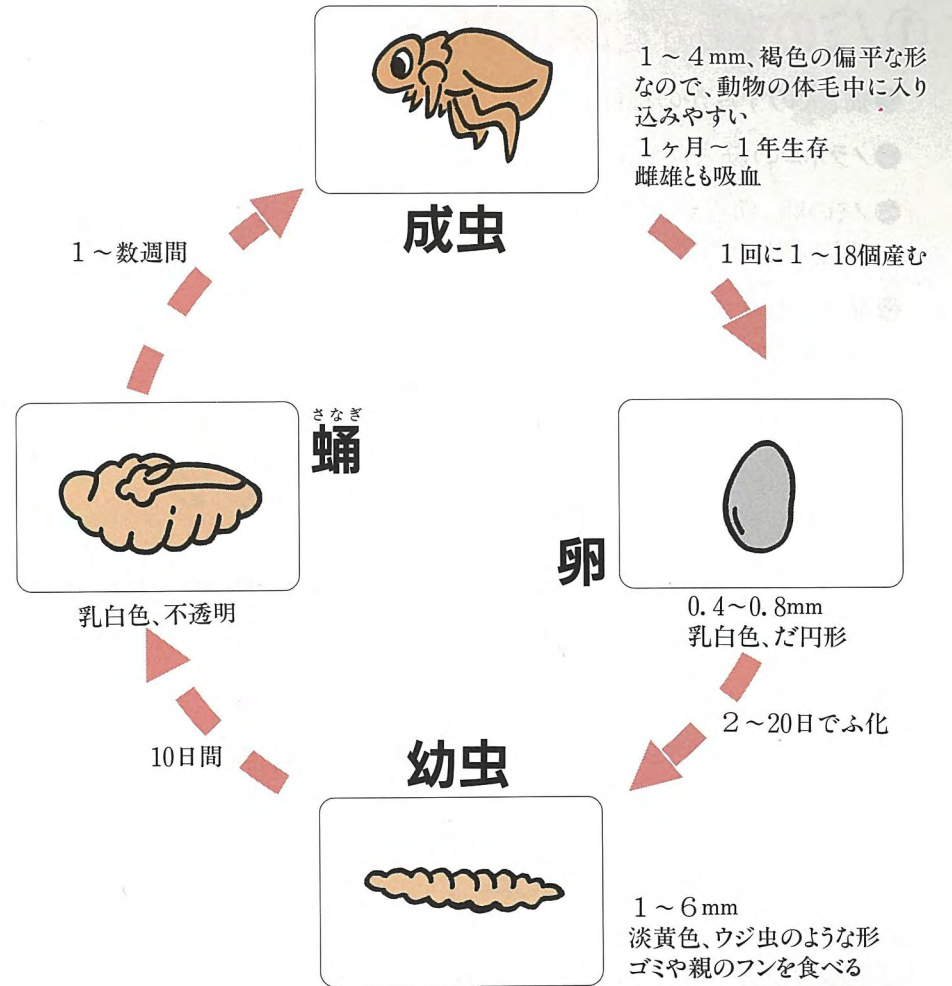 1～4mm、褐色の偏平な形
なので、動物の体毛中に入り
込みやすい
1ヶ月～1年生存
雌雄とも吸血
成虫
1～数週間
1回に1～18個産む
さなぎ
蛹
乳白色、不透明
卵
0.4～0.8mm
乳白色、だ円形
2～20日でふ化
10日間
幼虫
1～6mm
淡黄色、ウジ虫のような形
ゴミや親のフンを食べる